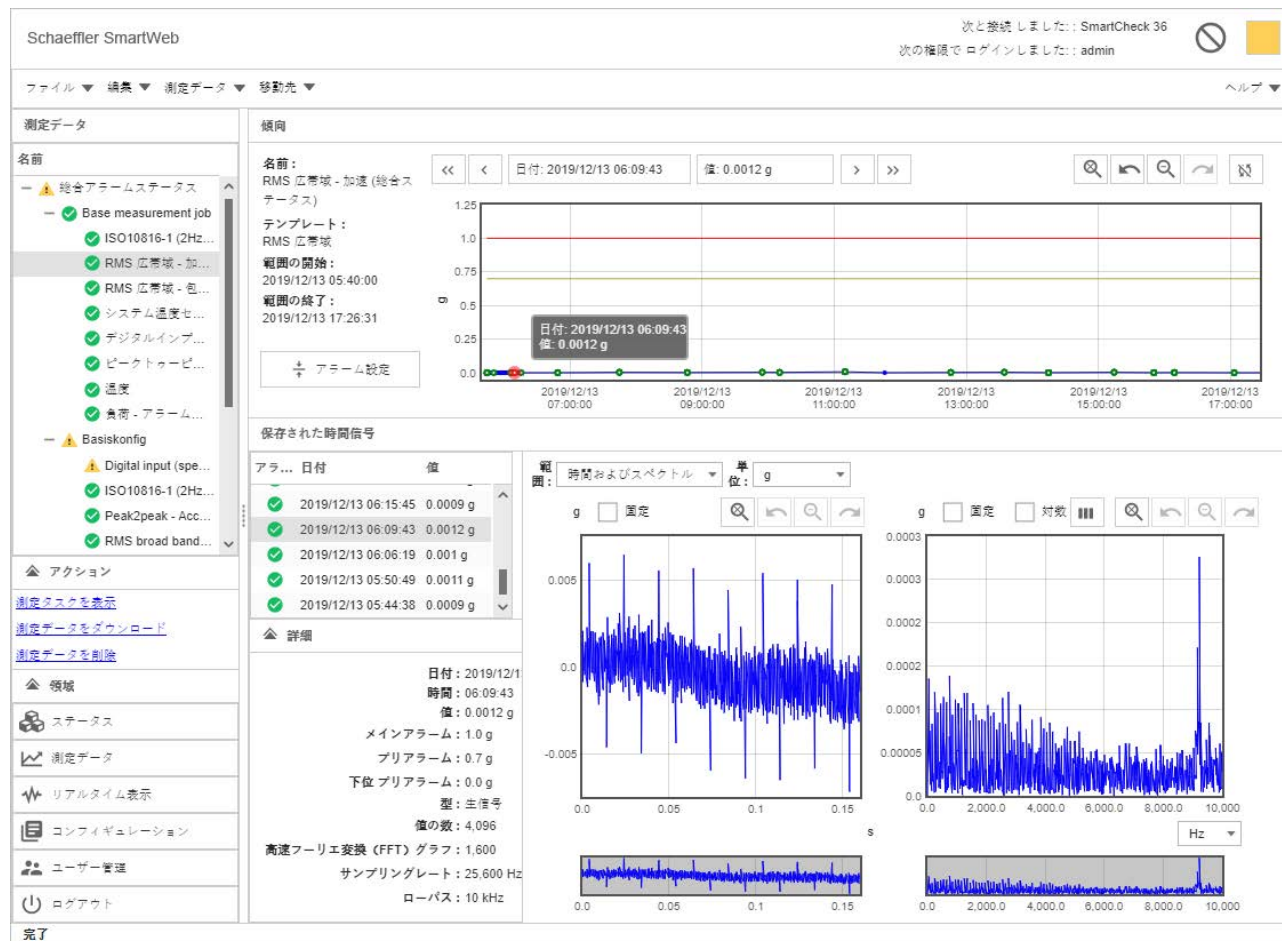 Schaeffler SmartWeb
次と接続 しました: : SmartCheck 36
次の権限で ログインしました: : admin
ファイル ▼ 編集 ▼ 測定データ ▼ 移動先 ▼
ヘルプ ▼
測定データ
名前
総合アラームステータス
Base measurement job
ISO10816-1 (2Hz...
RMS 広帯域 - 加...
RMS 広帯域 - 包...
システム温度セ...
デジタルインプ...
ピークトゥーピ...
温度
負荷 - アラーム...
Basiskonfig
Digital input (spe...
ISO10816-1 (2Hz...
Peak2peak - Acc...
RMS broad band...
アクション
測定タスクを表示
測定データをダウンロード
測定データを削除
領域
ステータス
測定データ
リアルタイム表示
コンフィギュレーション
ユーザー管理
ログアウト
完了
傾向
名前 :
RMS 広帯域 - 加速 (総合ス
テータス)
テンプレート :
RMS 広帯域
範囲の開始 :
2019/12/13 05:40:00
範囲の終了 :
2019/12/13 17:26:31
アラーム設定
<< < 日付: 2019/12/13 06:09:43 値: 0.0012 g > >>
1.25
1.0
0.75
0.5
0.25
0.0
g
日付: 2019/12/13 06:09:43
値: 0.0012 g
2019/12/13 2019/12/13 2019/12/13 2019/12/13 2019/12/13 2019/12/13
07:00:00 09:00:00 11:00:00 13:00:00 15:00:00 17:00:00
保存された時間信号
アラ... 日付 値
2019/12/13 06:15:45 0.0009 g
2019/12/13 06:09:43 0.0012 g
2019/12/13 06:06:19 0.001 g
2019/12/13 05:50:49 0.0011 g
2019/12/13 05:44:38 0.0009 g
詳細
日付 : 2019/12/1
時間 : 06:09:43
値 : 0.0012 g
メインアラーム : 1.0 g
プリアラーム : 0.7 g
下位 プリアラーム : 0.0 g
型 : 生信号
値の数 : 4,096
高速フーリエ変換（FFT）グラフ : 1,600
サンプリングレート : 25,600 Hz
ローパス : 10 kHz
範囲 : 時間およびスペクトル ▼ 単位 : g ▼
g 固定
0.005
0.0
-0.005
0.0 0.05 0.1 0.15
s
0.0 0.05 0.1 0.15
g 固定 対数
0.0003
0.0003
0.0002
0.0002
0.0001
0.00005
0.0
0.0 2,000.0 4,000.0 6,000.0 8,000.0 10,000
Hz ▼
0.0 2,000.0 4,000.0 6,000.0 8,000.0 10,000